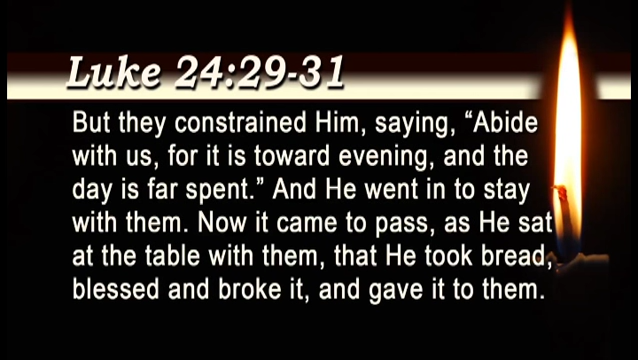 Luke 24:29-31
But they constrained Him, saying, “Abide
with us, for it is toward evening, and the
day is far spent.” And He went in to stay
with them. Now it came to pass, as He sat
at the table with them, that He took bread,
blessed and broke it, and gave it to them.